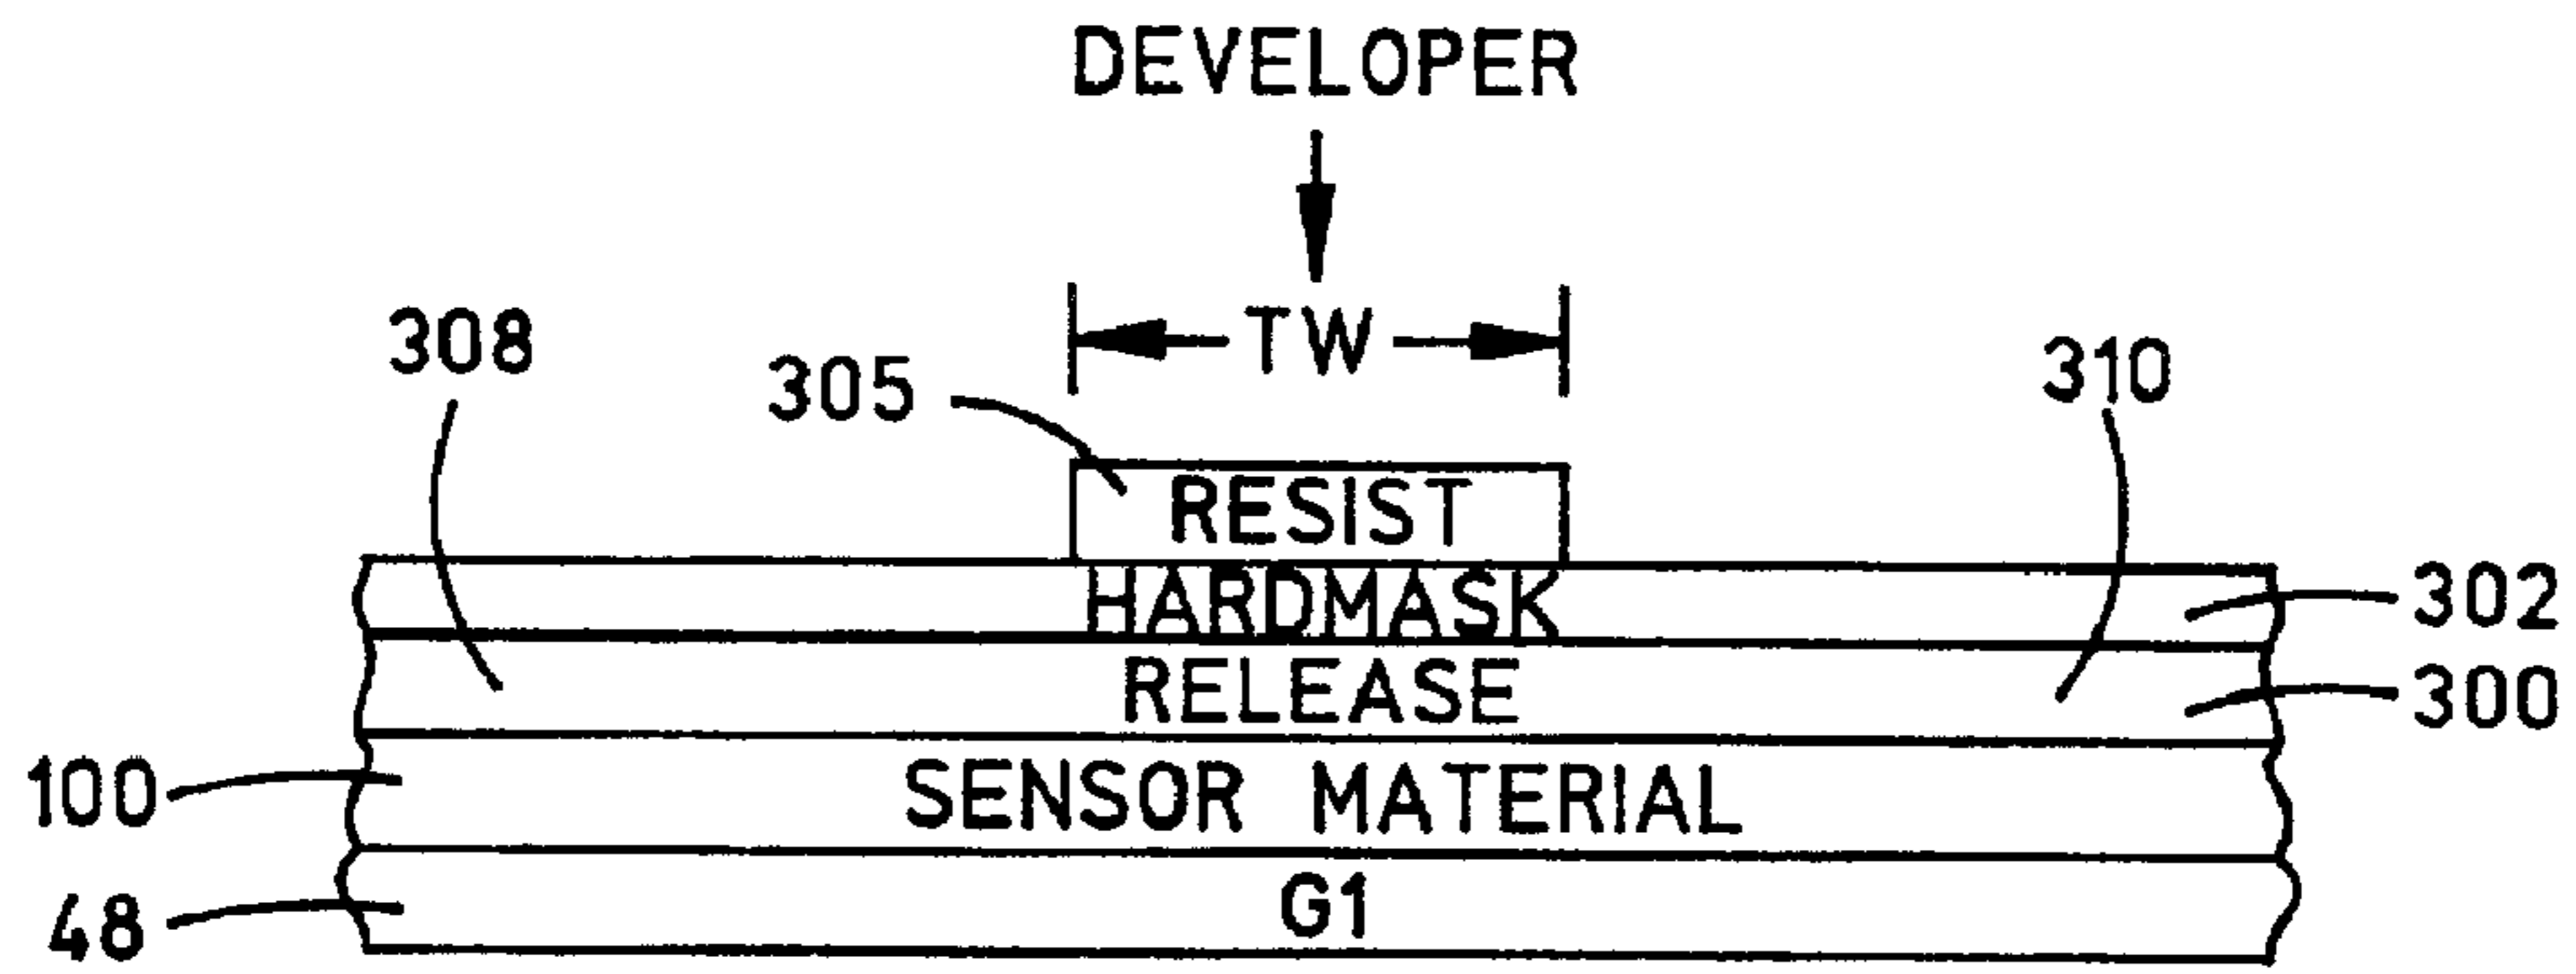 DEVELOPER
TW
308
305
310
RESIST
HARDMASK
302
RELEASE
300
100
SENSOR MATERIAL
48
G1